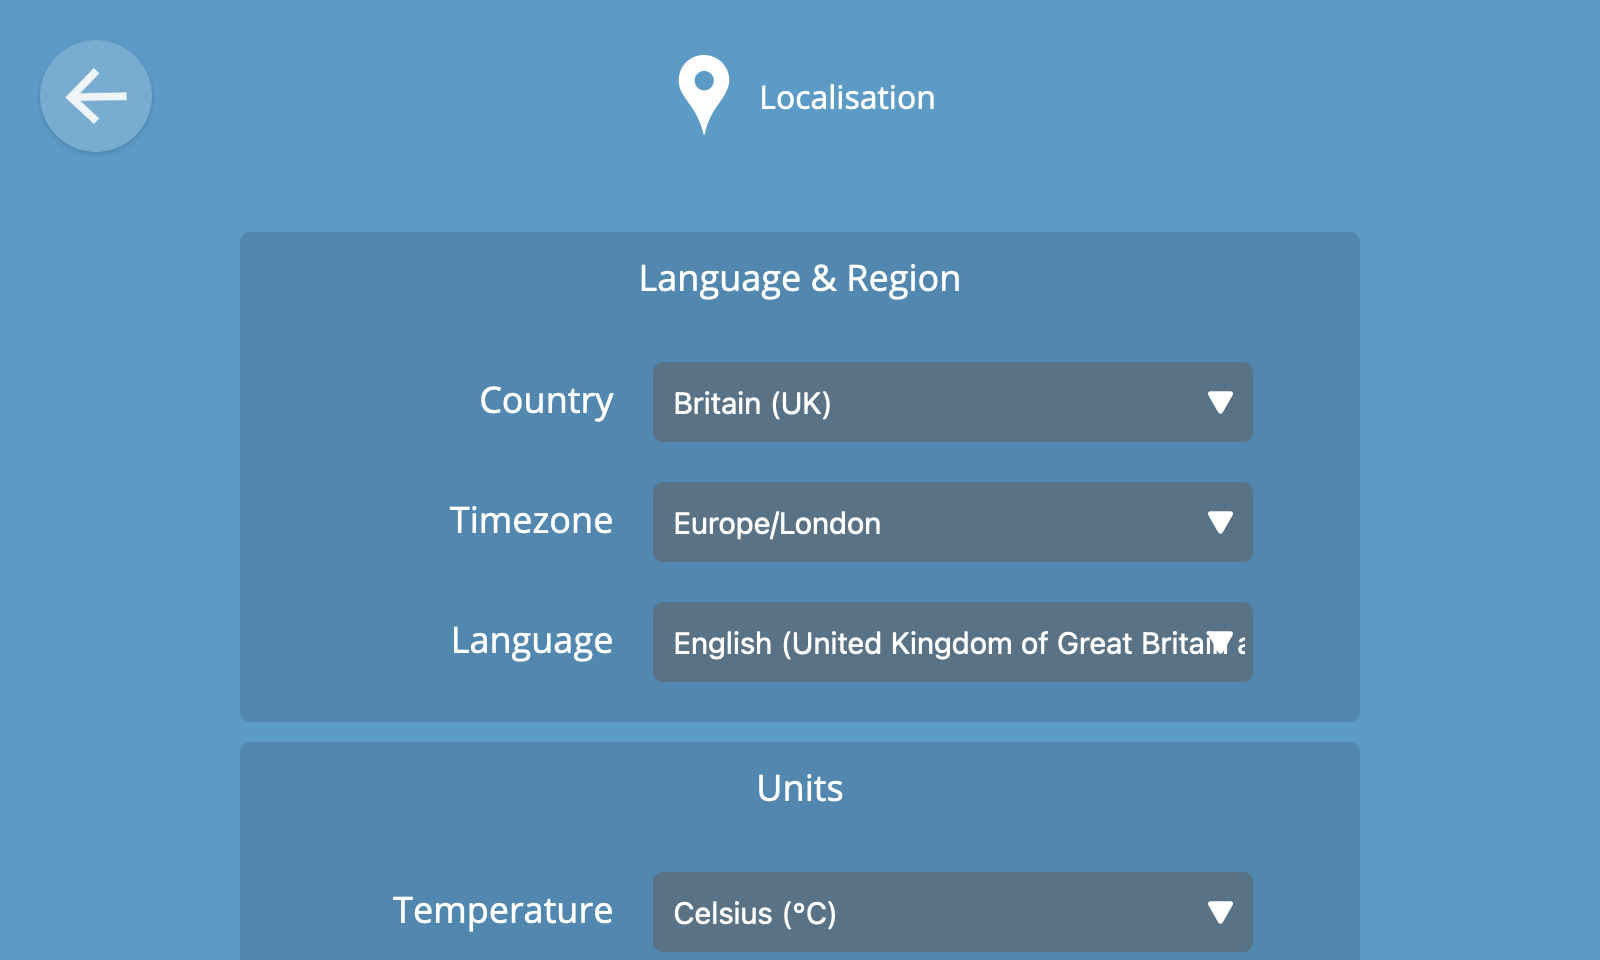 Localisation
Language & Region
Country
Britain (UK)
Timezone
Europe/London
Language
English (United Kingdom of Great Britain a
Units
Temperature
Celsius (°C)